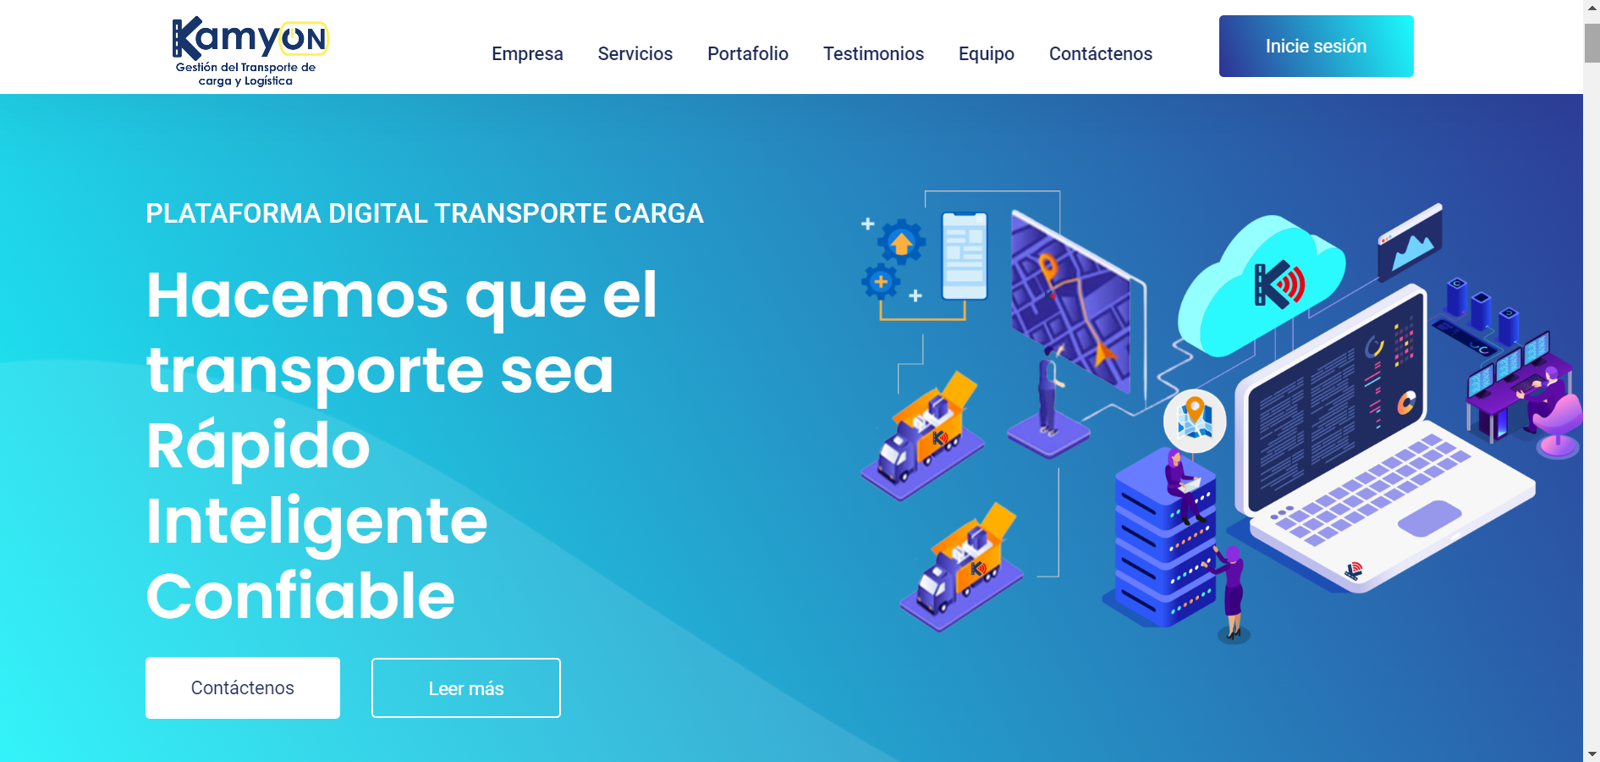 KamyON
Gestión del Transporte de
carga y Logística
Empresa
Servicios
Portafolio
Testimonios
Equipo
Contáctenos
Inicie sesión
PLATAFORMA DIGITAL TRANSPORTE CARGA
Hacemos que el
transporte sea
Rápido
Inteligente
Confiable
Contáctenos
Leer más
K
K
K
K